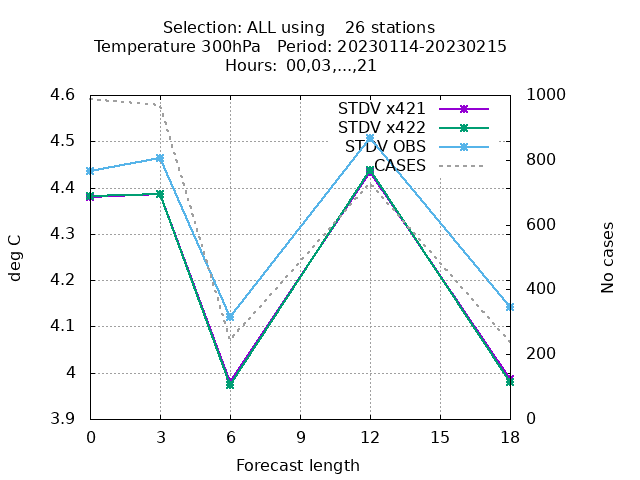 Selection: ALL using    26 stations
Temperature 300hPa   Period: 20230114-20230215
Hours:  00,03,...,21
STDV x421
STDV x422
STDV OBS
CASES
4.6
4.5
4.4
4.3
4.2
4.1
4
3.9
deg C
1000
800
600
400
200
0
No cases
0 3 6 9 12 15 18
Forecast length